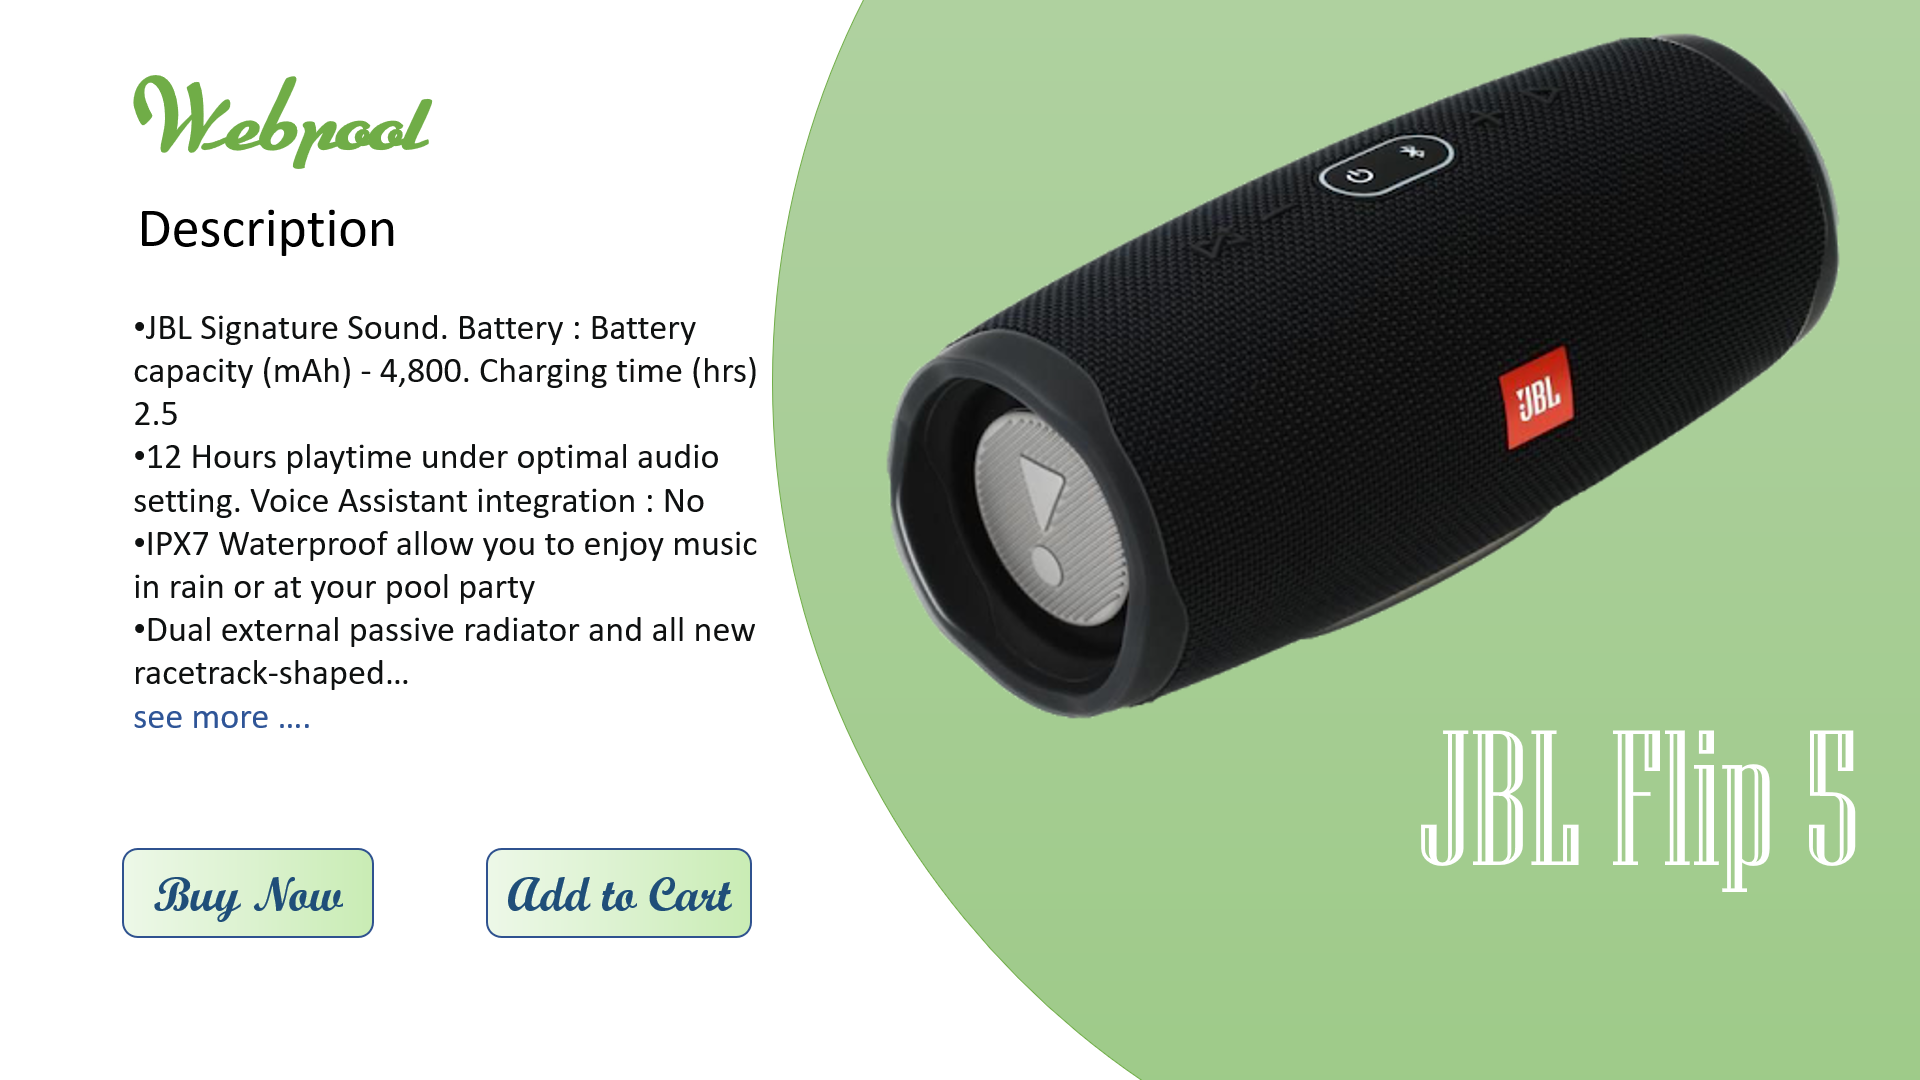 Webpool
Description
•JBL Signature Sound. Battery : Battery
capacity (mAh) - 4,800. Charging time (hrs)
2.5
•12 Hours playtime under optimal audio
setting. Voice Assistant integration : No
•IPX7 Waterproof allow you to enjoy music
in rain or at your pool party
•Dual external passive radiator and all new
racetrack-shaped…
see more ….
Buy Now
Add to Cart
JBL
JBL Flip 5